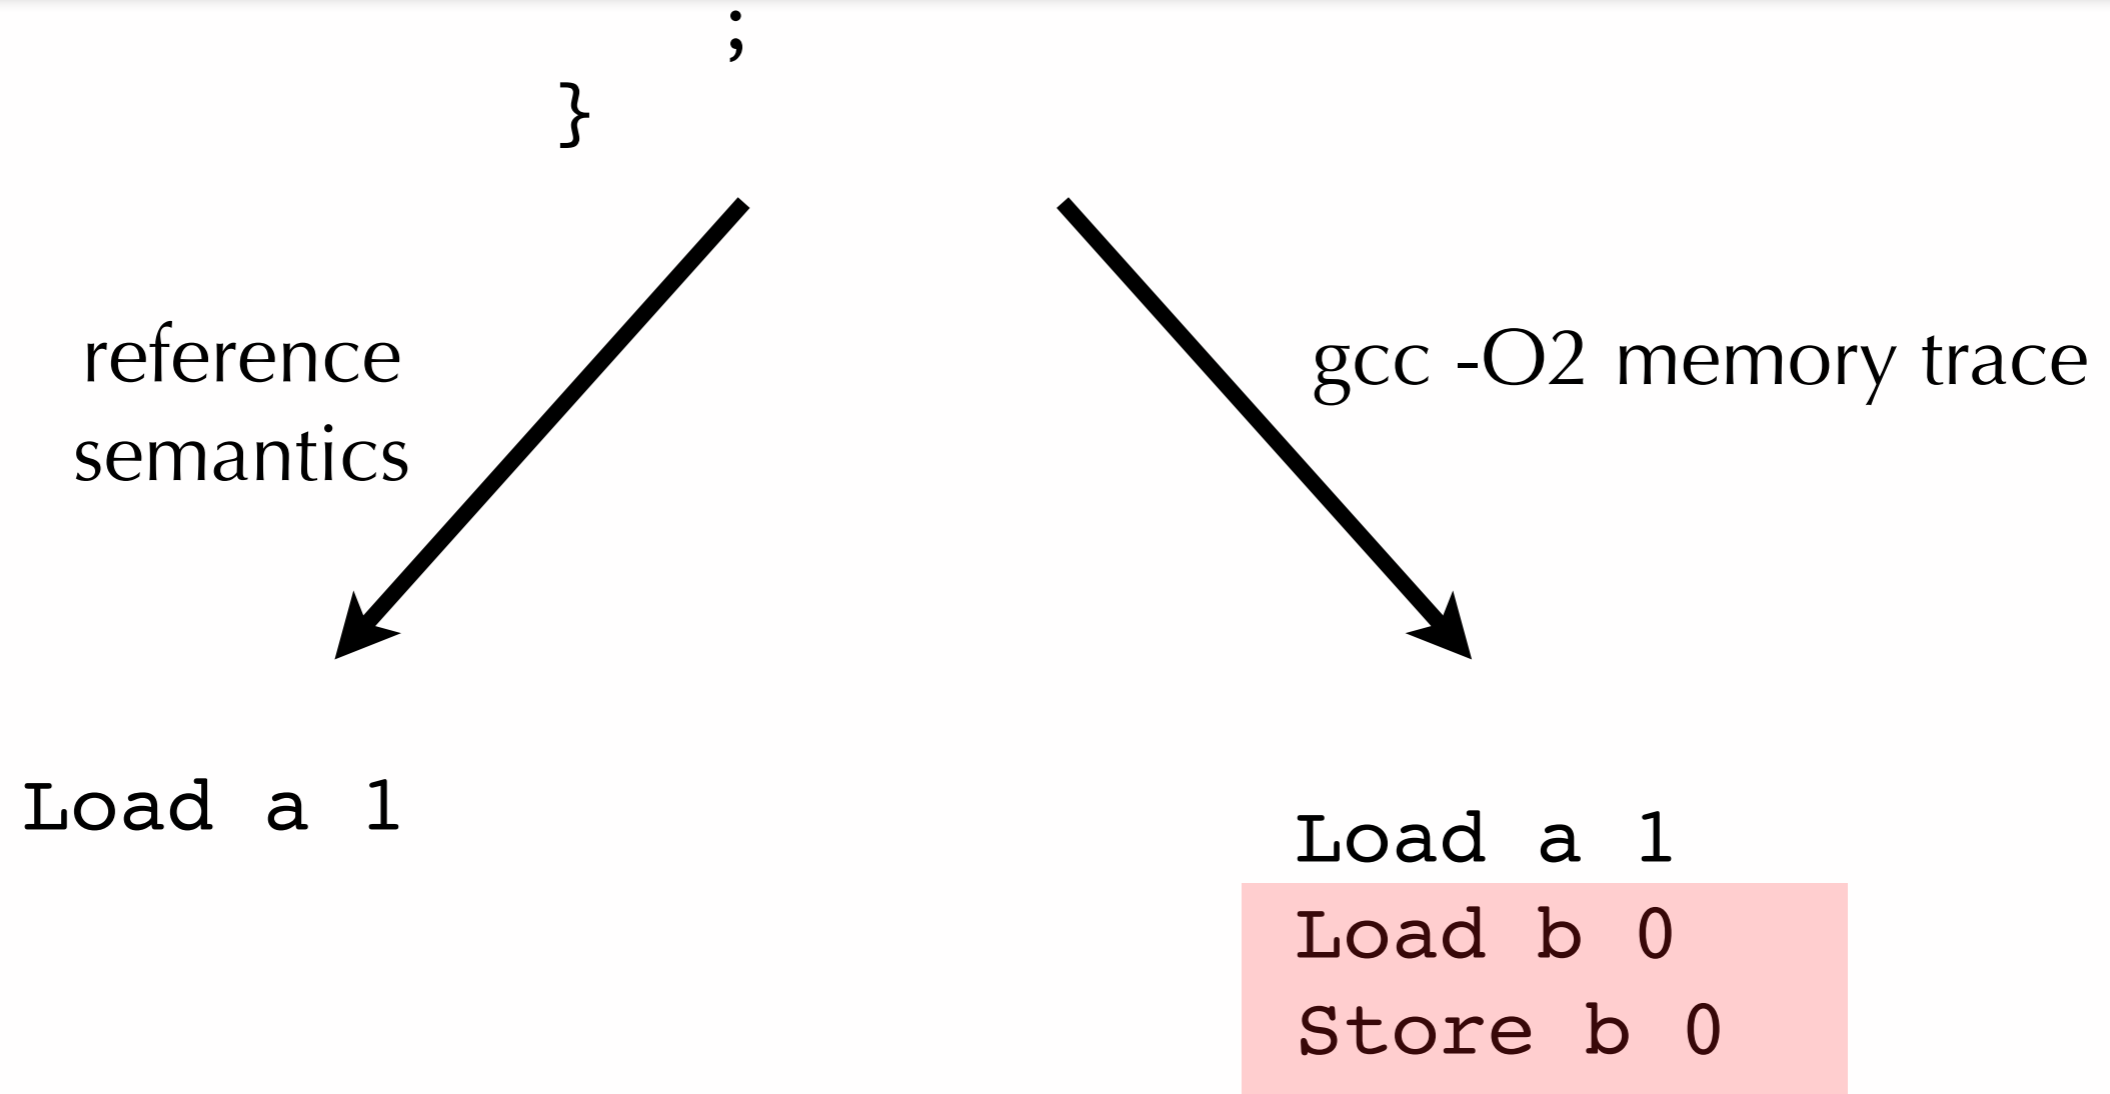 ;
}
reference
semantics
gcc -O2 memory trace
Load a 1
Load a 1
Load b 0
Store b 0